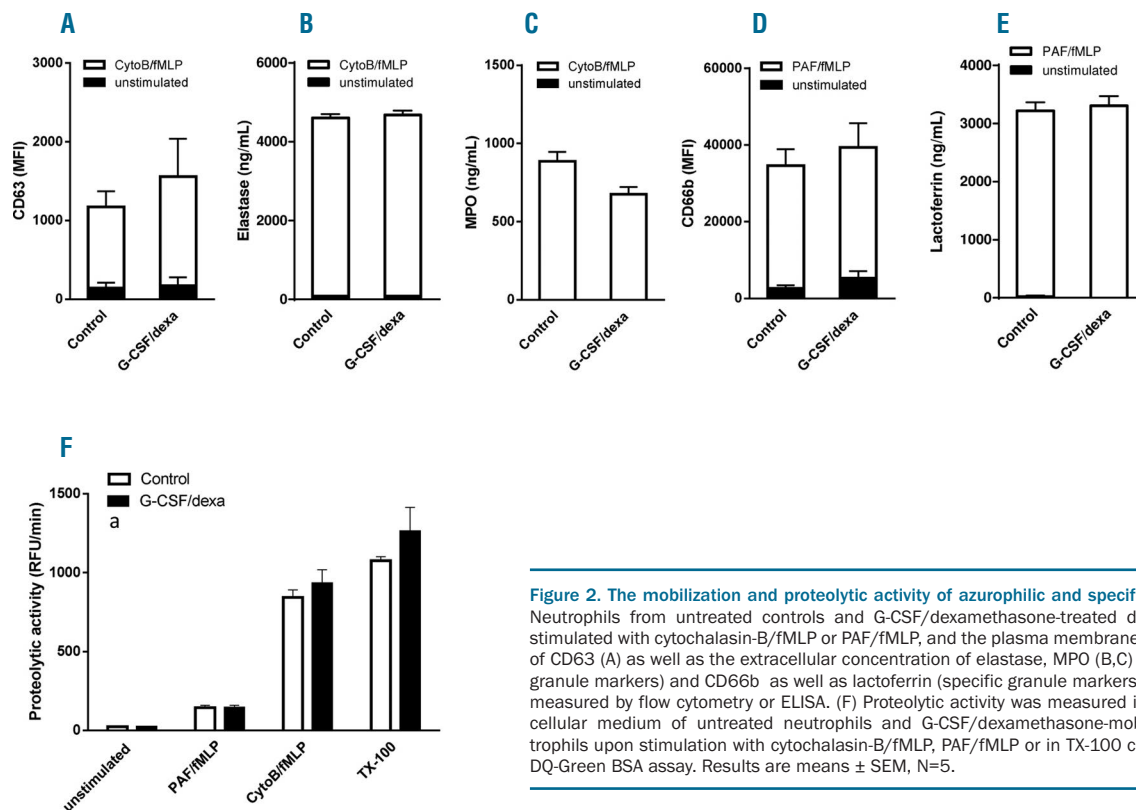 A
CytoB/fMLP
unstimulated
3000
2000
1000
0
CD63 (MFI)
Control
G-CSF/dexa
B
CytoB/fMLP
unstimulated
6000
4000
2000
0
Elastase (ng/mL)
Control
G-CSF/dexa
C
CytoB/fMLP
unstimulated
1500
1000
500
0
MPO (ng/mL)
Control
G-CSF/dexa
D
PAF/fMLP
unstimulated
60000
40000
20000
0
CD66b (MFI)
Control
G-CSF/dexa
E
PAF/fMLP
unstimulated
4000
3000
2000
1000
0
Lactoferrin (ng/mL)
Control
G-CSF/dexa
F
Control
G-CSF/dexa
a
1500
1000
500
0
Proteolytic activity (RFU/min)
unstimulated
PAF/fMLP
CytoB/fMLP
TX-100
Figure 2. The mobilization and proteolytic activity of azurophilic and specif
Neutrophils from untreated controls and G-CSF/dexamethasone-treated d
stimulated with cytochalasin-B/fMLP or PAF/fMLP, and the plasma membrane
of CD63 (A) as well as the extracellular concentration of elastase, MPO (B,C)
granule markers) and CD66b as well as lactoferrin (specific granule markers
measured by flow cytometry or ELISA. (F) Proteolytic activity was measured i
cellular medium of untreated neutrophils and G-CSF/dexamethasone-mol
trophils upon stimulation with cytochalasin-B/fMLP, PAF/fMLP or in TX-100 c
DQ-Green BSA assay. Results are means ± SEM, N=5.